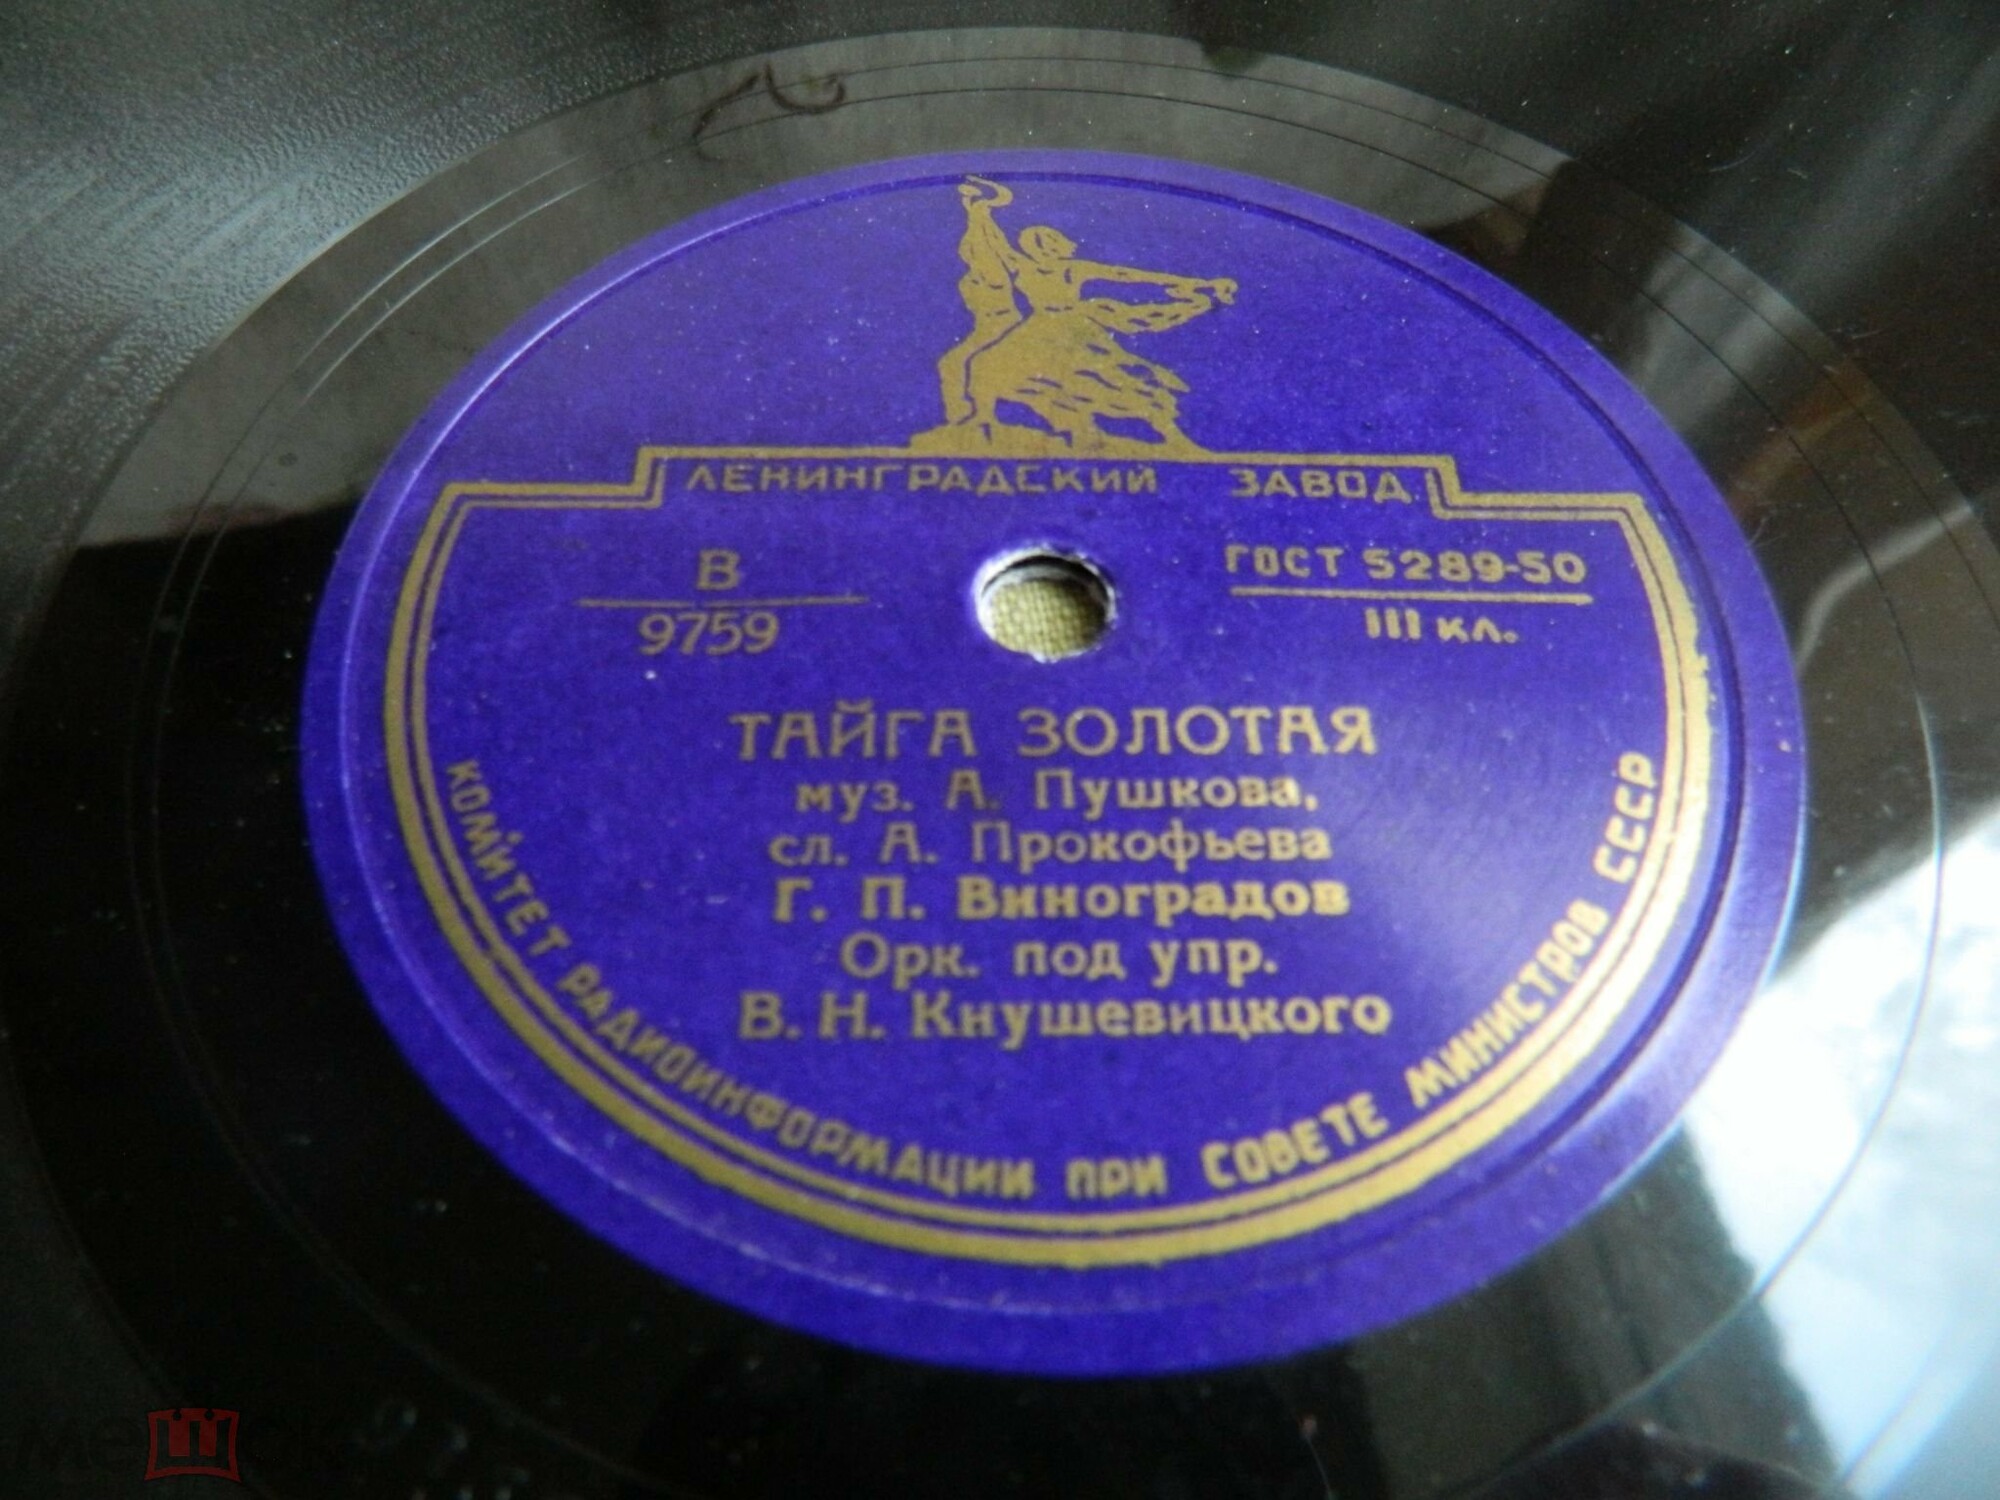 ЛЕНИНГРАДСКИЙ ЗАВОД
В
9759
ГОСТ 5289-50
III кл.
ТАЙГА ЗОЛОТАЯ
муз. А. Пушкова,
сл. А. Прокофьева
Г. П. Виноградов
Орк. под упр.
В. Н. Кнушевицкого
КОМИТЕТ РАДИОИНФОРМАЦИИ ПРИ СОВЕТЕ МИНИСТРОВ СССР
мешок